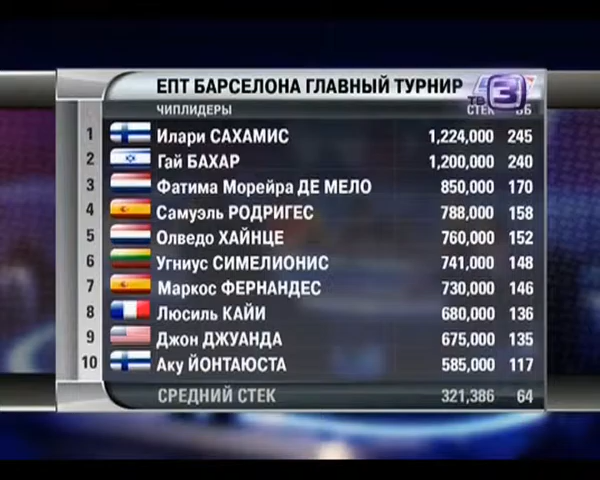 ЕПТ БАРСЕЛОНА ГЛАВНЫЙ ТУРНИР
ТВ 3
ЧИПЛИДЕРЫ СТЕК ББ
1 Илари САХАМИС 1,224,000 245
2 Гай БАХАР 1,200,000 240
3 Фатима Морейра ДЕ МЕЛО 850,000 170
4 Самуэль РОДРИГЕС 788,000 158
5 Олведо ХАЙНЦЕ 760,000 152
6 Угниус СИМЕЛИОНИС 741,000 148
7 Маркос ФЕРНАНДЕС 730,000 146
8 Люсиль КАЙИ 680,000 136
9 Джон ДЖУАНДА 675,000 135
10 Аку ЙОНТАЮСТА 585,000 117
СРЕДНИЙ СТЕК 321,386 64